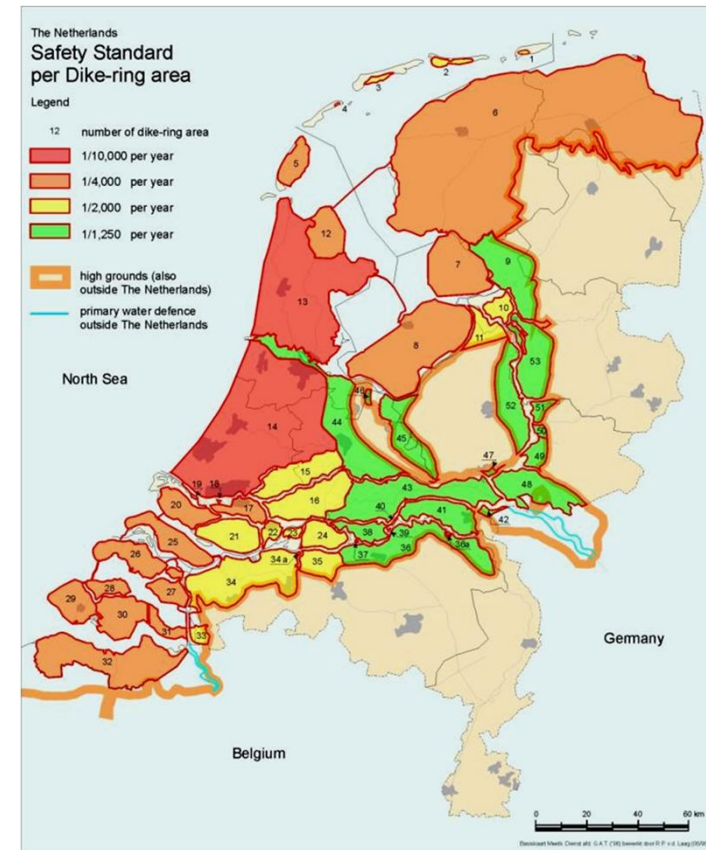 The Netherlands
Safety Standard
per Dike-ring area
Legend
12 number of dike-ring area
1/10,000 per year
1/4,000 per year
1/2,000 per year
1/1,250 per year
high grounds (also
outside The Netherlands)
primary water defence
outside The Netherlands
North Sea
Germany
Belgium
1
2
3
4
5
6
7
8
9
10
11
12
13
14
15
16
17
18
19
20
21
22
23
24
25
26
27
28
29
30
31
32
33
34
34 a
35
36
36a
37
38
39
40
41
42
43
44
45
46
47
48
49
50
51
52
53
0 20 40 60 km